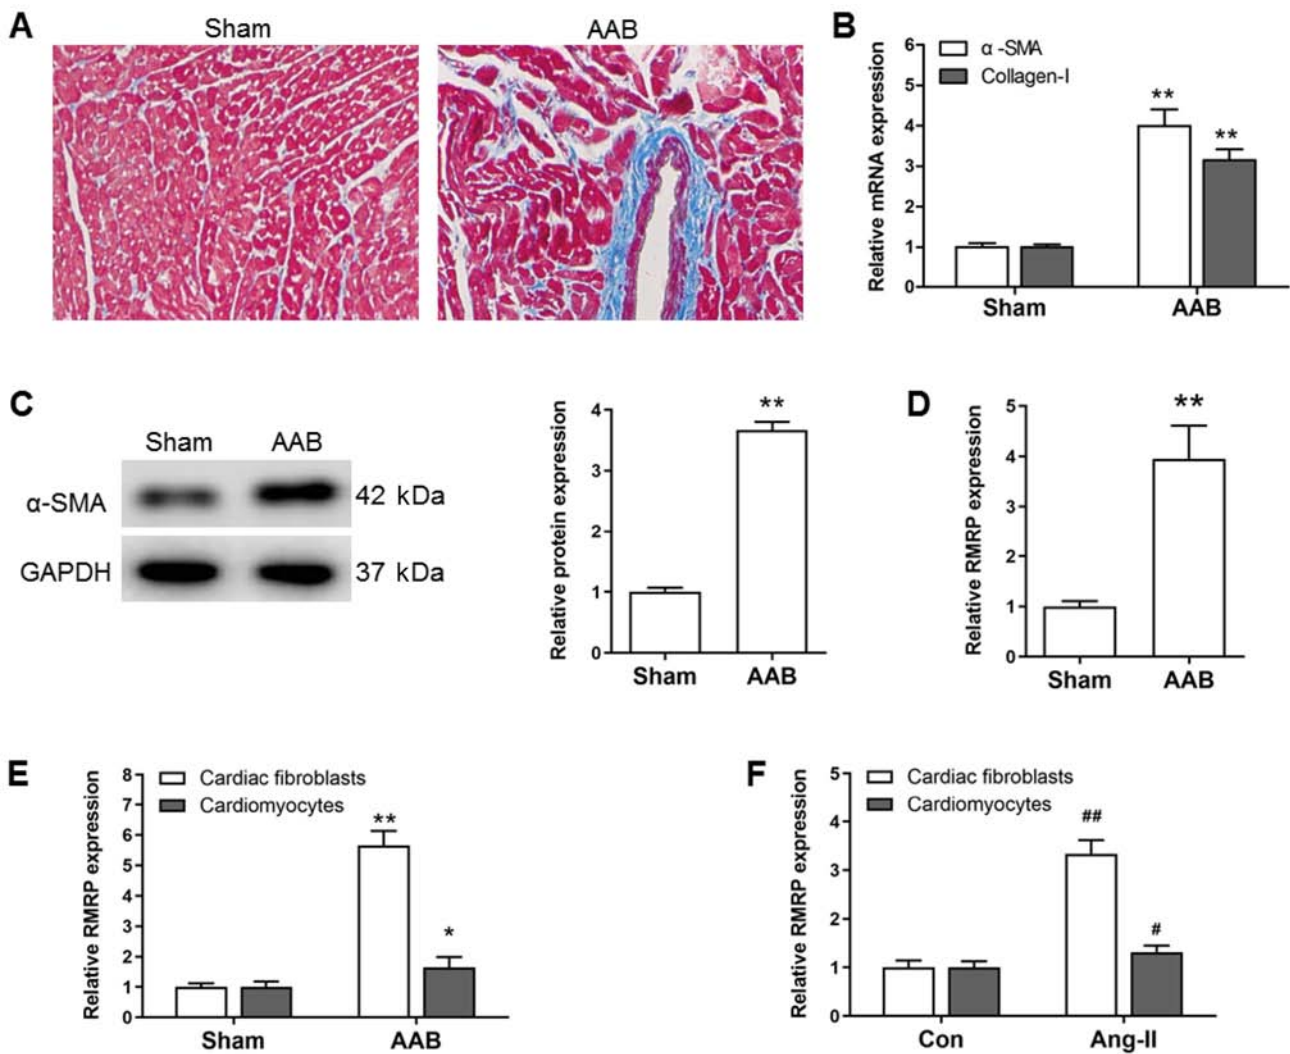 A
Sham
AAB
B
Relative mRNA expression
6
5
4
3
2
1
0
α -SMA
Collagen-I
**
**
Sham
AAB
C
Sham
AAB
α-SMA
42 kDa
GAPDH
37 kDa
Relative protein expression
4
3
2
1
0
**
Sham
AAB
D
Relative RMRP expression
5
4
3
2
1
0
**
Sham
AAB
E
Relative RMRP expression
8
7
6
5
4
3
2
1
0
Cardiac fibroblasts
Cardiomyocytes
**
*
Sham
AAB
F
Relative RMRP expression
5
4
3
2
1
0
Cardiac fibroblasts
Cardiomyocytes
##
#
Con
Ang-II